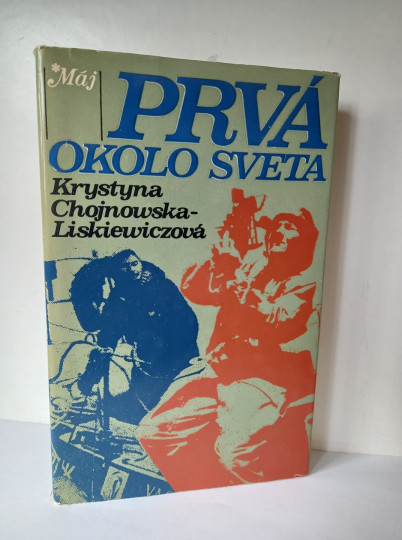 *Máj
PRVÁ
OKOLO SVETA
Krystyna
Chojnowska-
Liskiewiczová